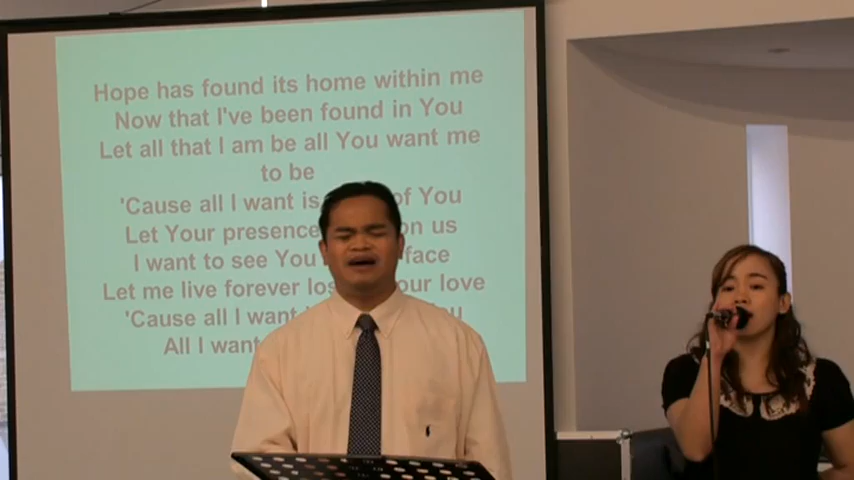 Hope has found its home within me
Now that I've been found in You
Let all that I am be all You want me
to be
'Cause all I want is of You
Let Your presence on us
I want to see You face
Let me live forever your love
'Cause all I want
All I want